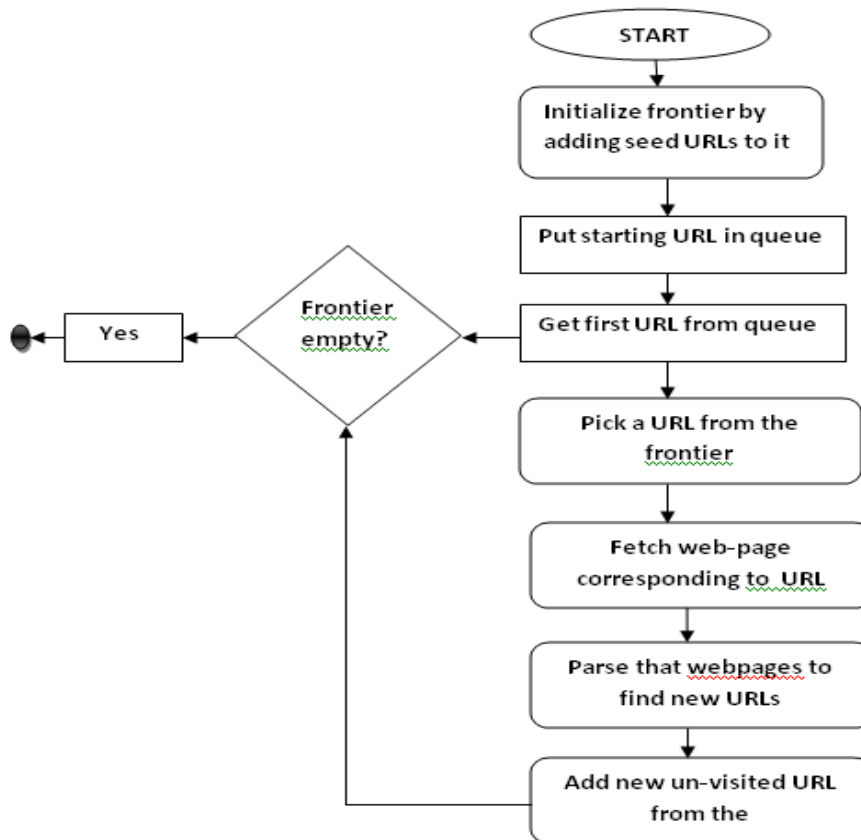 START
Initialize frontier by
adding seed URLs to it
Put starting URL in queue
Frontier
empty?
Yes
Get first URL from queue
Pick a URL from the
frontier
Fetch web-page
corresponding to URL
Parse that webpages to
find new URLs
Add new un-visited URL
from the